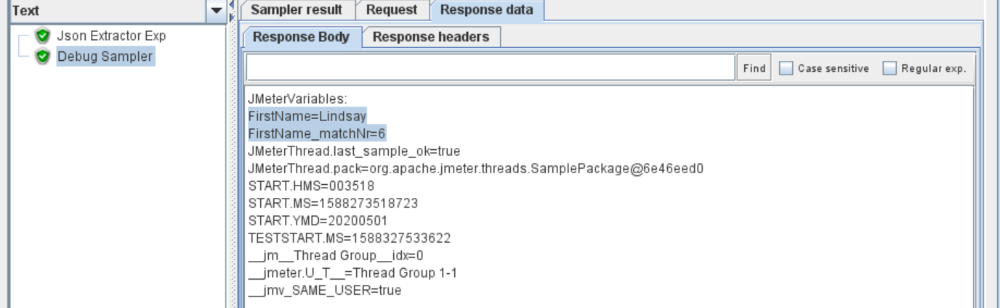 Text
Json Extractor Exp
Debug Sampler
Sampler result Request Response data
Response Body Response headers
Find Case sensitive Regular exp.
JMeterVariables:
FirstName=Lindsay
FirstName_matchNr=6
JMeterThread.last_sample_ok=true
JMeterThread.pack=org.apache.jmeter.threads.SamplePackage@6e46eed0
START.HMS=003518
START.MS=1588273518723
START.YMD=20200501
TESTSTART.MS=1588327533622
__jm__Thread Group__idx=0
__jmeter.U_T__=Thread Group 1-1
__jmv_SAME_USER=true